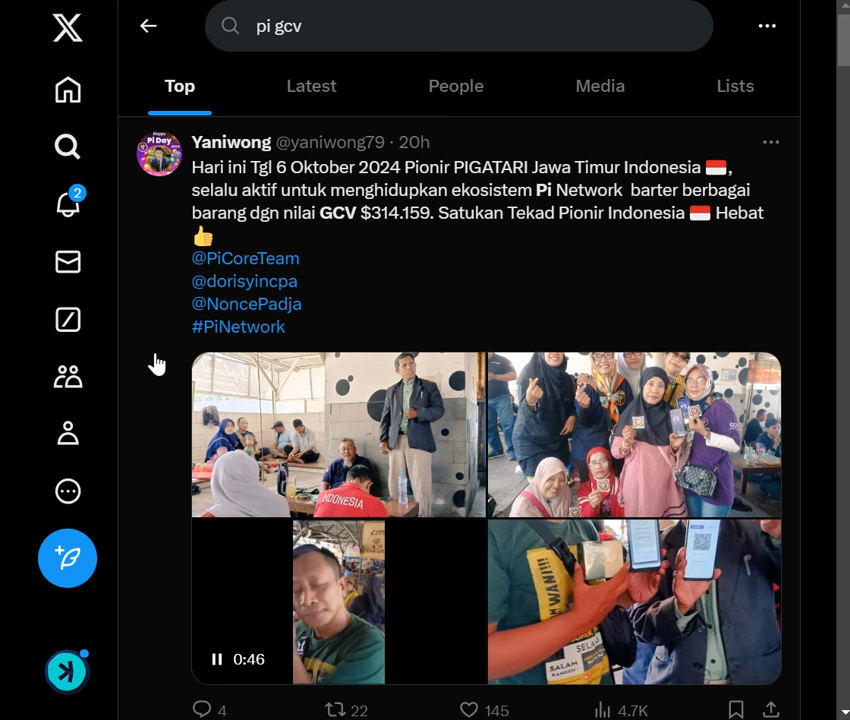 pi gcv
Top Latest People Media Lists
Yaniwong @yaniwong79 · 20h
Hari ini Tgl 6 Oktober 2024 Pionir PIGATARI Jawa Timur Indonesia 🇮🇩,
selalu aktif untuk menghidupkan ekosistem Pi Network barter berbagai
barang dgn nilai GCV $314.159. Satukan Tekad Pionir Indonesia 🇮🇩 Hebat
👍
@PiCoreTeam
@dorisyincpa
@NoncePadja
#PiNetwork
2
INDONESIA
0:46
SALAM
4 22 145 4.7K